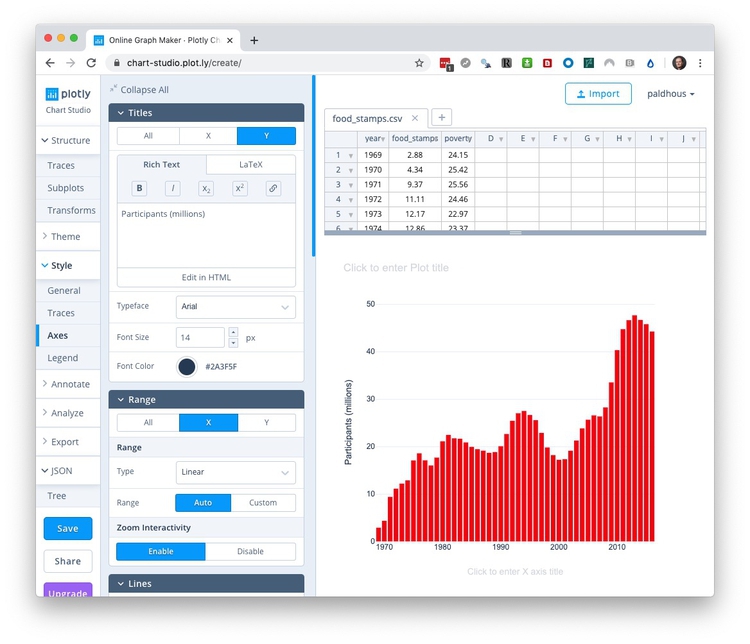 Online Graph Maker · Plotly Ch
chart-studio.plot.ly/create/
plotly
Chart Studio
Structure
Traces
Subplots
Transforms
Theme
Style
General
Traces
Axes
Legend
Annotate
Analyze
Export
JSON
Tree
Save
Share
Upgrade
Collapse All
Titles
All X Y
Rich Text LaTeX
B I X2 X2
Participants (millions)
Edit in HTML
Typeface Arial
Font Size 14 px
Font Color #2A3F5F
Range
All X Y
Range
Type Linear
Range Auto Custom
Zoom Interactivity
Enable Disable
Lines
Import paldhous
food_stamps.csv
year food_stamps poverty D E F G H I J
1 1969 2.88 24.15
2 1970 4.34 25.42
3 1971 9.37 25.56
4 1972 11.11 24.46
5 1973 12.17 22.97
6 1974 12.86 23.37
Click to enter Plot title
50
40
30
20
10
0
Participants (millions)
1970 1980 1990 2000 2010
Click to enter X axis title